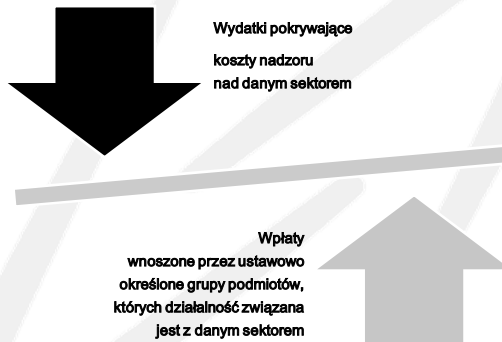 Wydatki pokrywające
koszty nadzoru
nad danym sektorem
Wpłaty
wnoszone przez ustawowo
określone grupy podmiotów,
których działalność związana
jest z danym sektorem